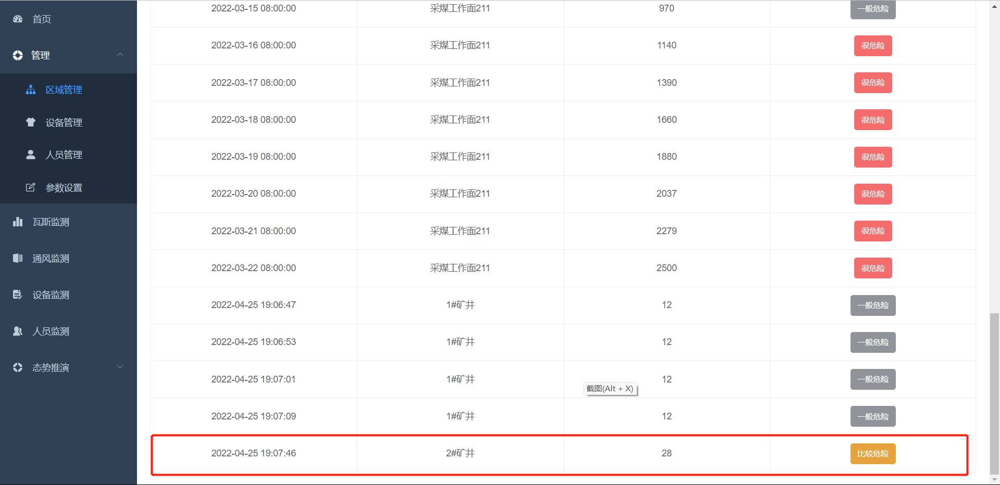 首页
管理
区域管理
设备管理
人员管理
参数设置
瓦斯监测
通风监测
设备监测
人员监测
态势推演
2022-03-15 08:00:00 采煤工作面211 970 一般危险
2022-03-16 08:00:00 采煤工作面211 1140 很危险
2022-03-17 08:00:00 采煤工作面211 1390 很危险
2022-03-18 08:00:00 采煤工作面211 1660 很危险
2022-03-19 08:00:00 采煤工作面211 1880 很危险
2022-03-20 08:00:00 采煤工作面211 2037 很危险
2022-03-21 08:00:00 采煤工作面211 2279 很危险
2022-03-22 08:00:00 采煤工作面211 2500 很危险
2022-04-25 19:06:47 1#矿井 12 一般危险
2022-04-25 19:06:53 1#矿井 12 一般危险
2022-04-25 19:07:01 1#矿井 12 一般危险
截图(Alt + X)
2022-04-25 19:07:09 1#矿井 12 一般危险
2022-04-25 19:07:46 2#矿井 28 比较危险